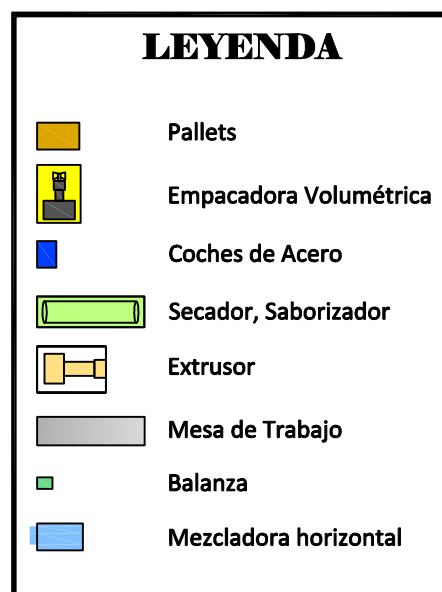 LEYENDA
Pallets
Empacadora Volumétrica
Coches de Acero
Secador, Saborizador
Extrusor
Mesa de Trabajo
Balanza
Mezcladora horizontal